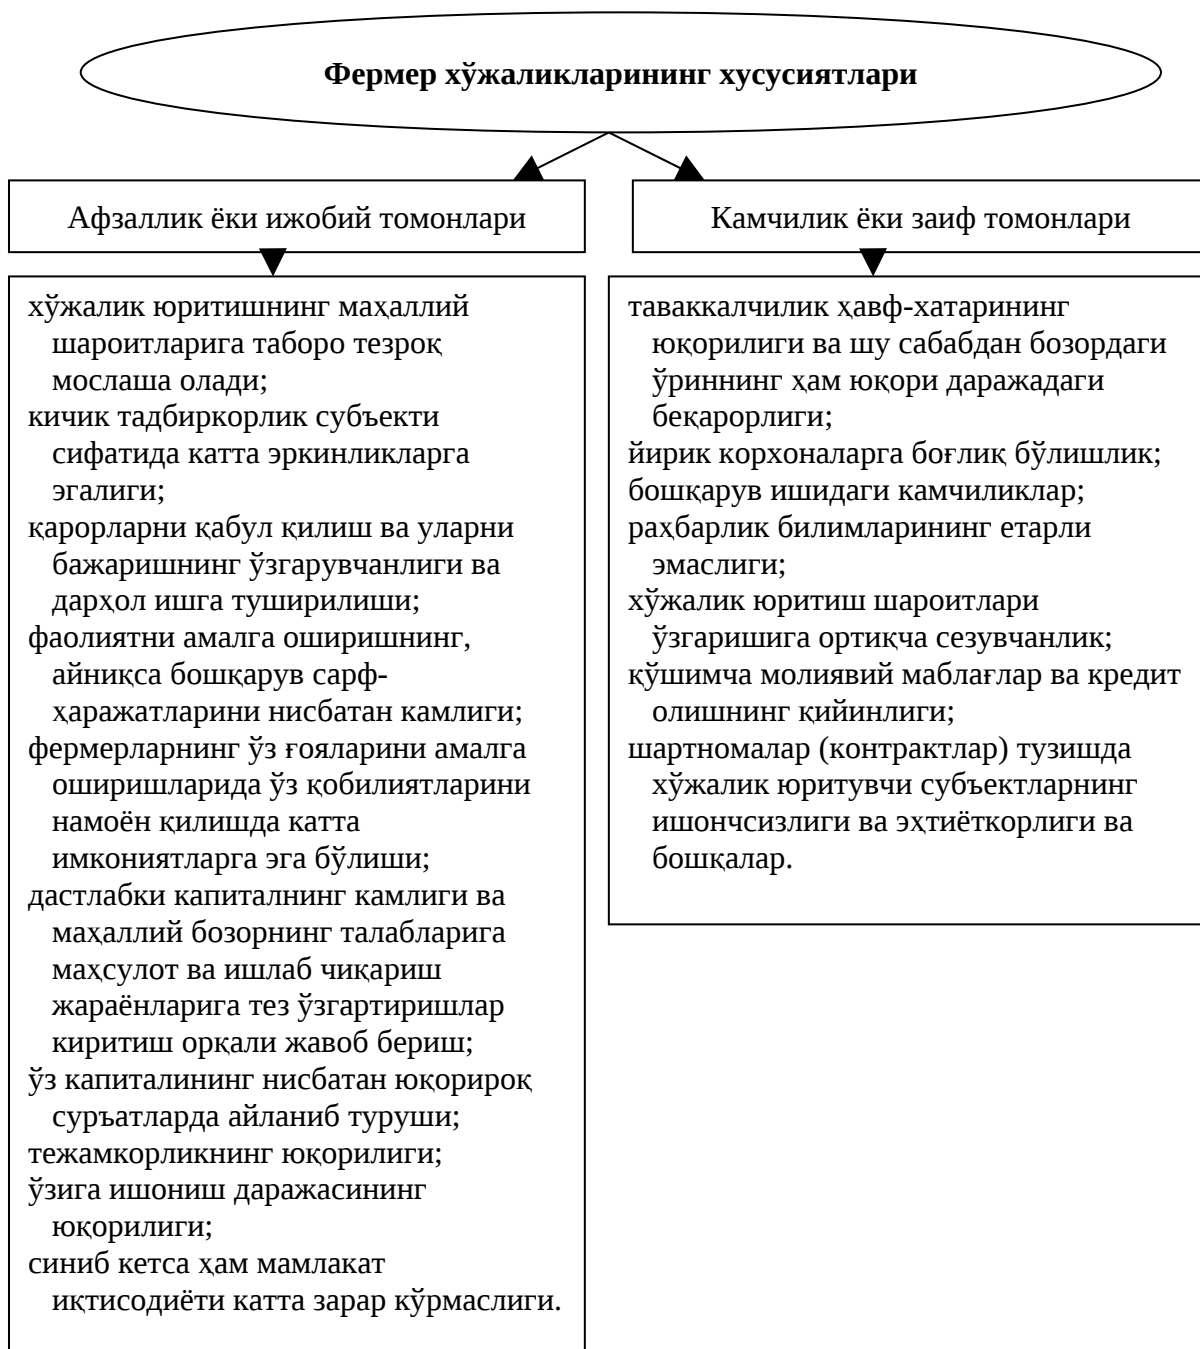 Фермер хўжаликларининг хусусиятлари
Афзаллик ёки ижобий томонлари
хўжалик юритишнинг маҳаллий
шароитларига таборо тезроқ
мослаша олади;
кичик тадбиркорлик субъекти
сифатида катта эркинликларга
эгалиги;
қарорларни қабул қилиш ва уларни
бажаришнинг ўзгарувчанлиги ва
дарҳол ишга туширилиши;
фаолиятни амалга оширишнинг,
айниқса бошқарув сарф-
ҳаражатларини нисбатан камлиги;
фермерларнинг ўз ғояларини амалга
оширишларида ўз қобилиятларини
намоён қилишда катта
имкониятларга эга бўлиши;
дастлабки капиталнинг камлиги ва
маҳаллий бозорнинг талабларига
маҳсулот ва ишлаб чиқариш
жараёнларига тез ўзгартиришлар
киритиш орқали жавоб бериш;
ўз капиталининг нисбатан юқорироқ
суръатларда айланиб туруши;
тежамкорликнинг юқорилиги;
ўзига ишониш даражасининг
юқорилиги;
синиб кетса ҳам мамлакат
иқтисодиёти катта зарар кўрмаслиги.
Камчилик ёки заиф томонлари
таваккалчилик ҳавф-хатарининг
юқорилиги ва шу сабабдан бозордаги
ўриннинг ҳам юқори даражадаги
беқарорлиги;
йирик корхоналарга боғлиқ бўлишлик;
бошқарув ишидаги камчиликлар;
раҳбарлик билимларининг етарли
эмаслиги;
хўжалик юритиш шароитлари
ўзгаришига ортиқча сезувчанлик;
қўшимча молиявий маблағлар ва кредит
олишнинг қийинлиги;
шартномалар (контрактлар) тузишда
хўжалик юритувчи субъектларнинг
ишончсизлиги ва эҳтиёткорлиги ва
бошқалар.